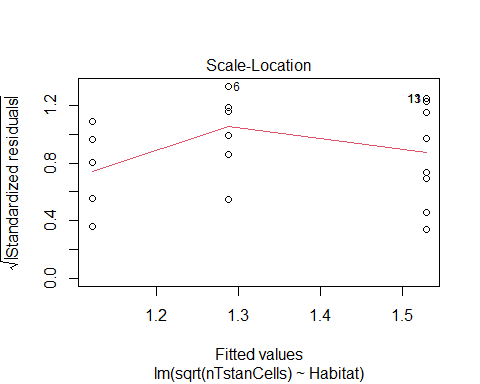 Scale-Location
√|Standardized residuals|
1.2
0.8
0.4
0.0
6
13
1.2
1.3
1.4
1.5
Fitted values
lm(sqrt(nTstanCells) ~ Habitat)